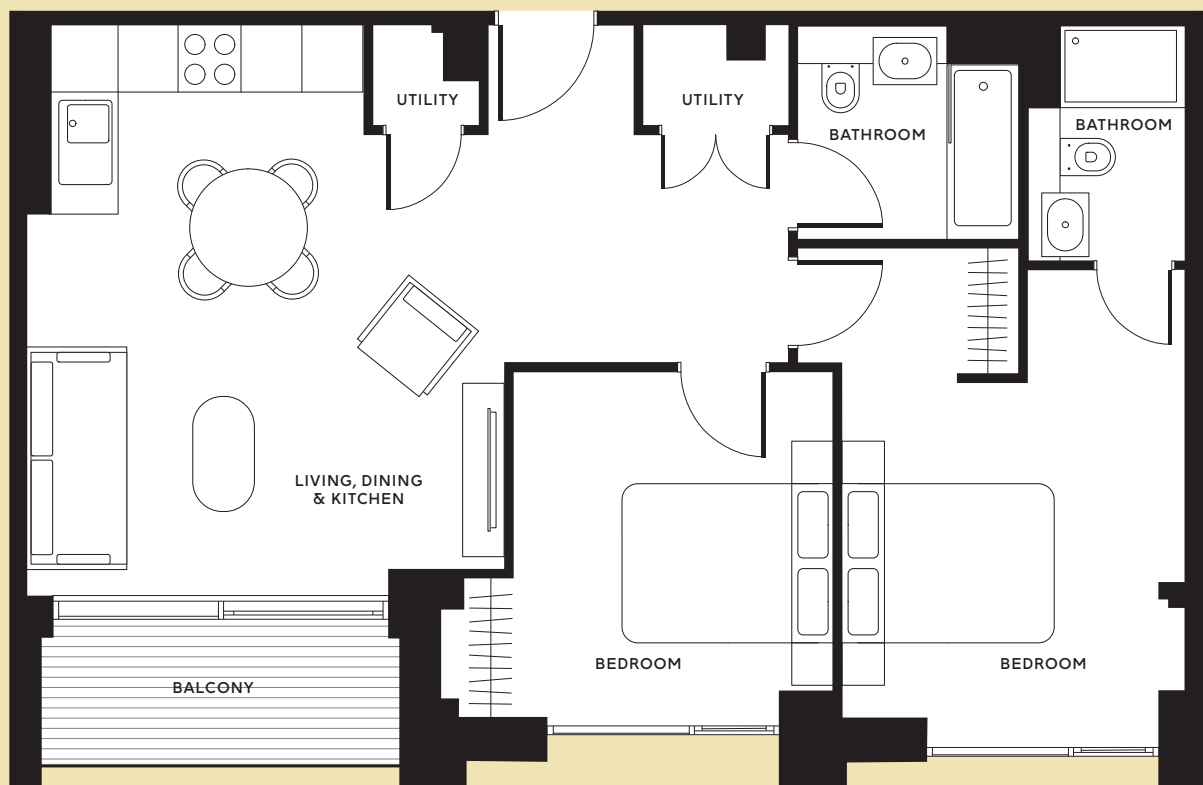 UTILITY
UTILITY
BATHROOM
BATHROOM
LIVING, DINING
& KITCHEN
BEDROOM
BEDROOM
BALCONY